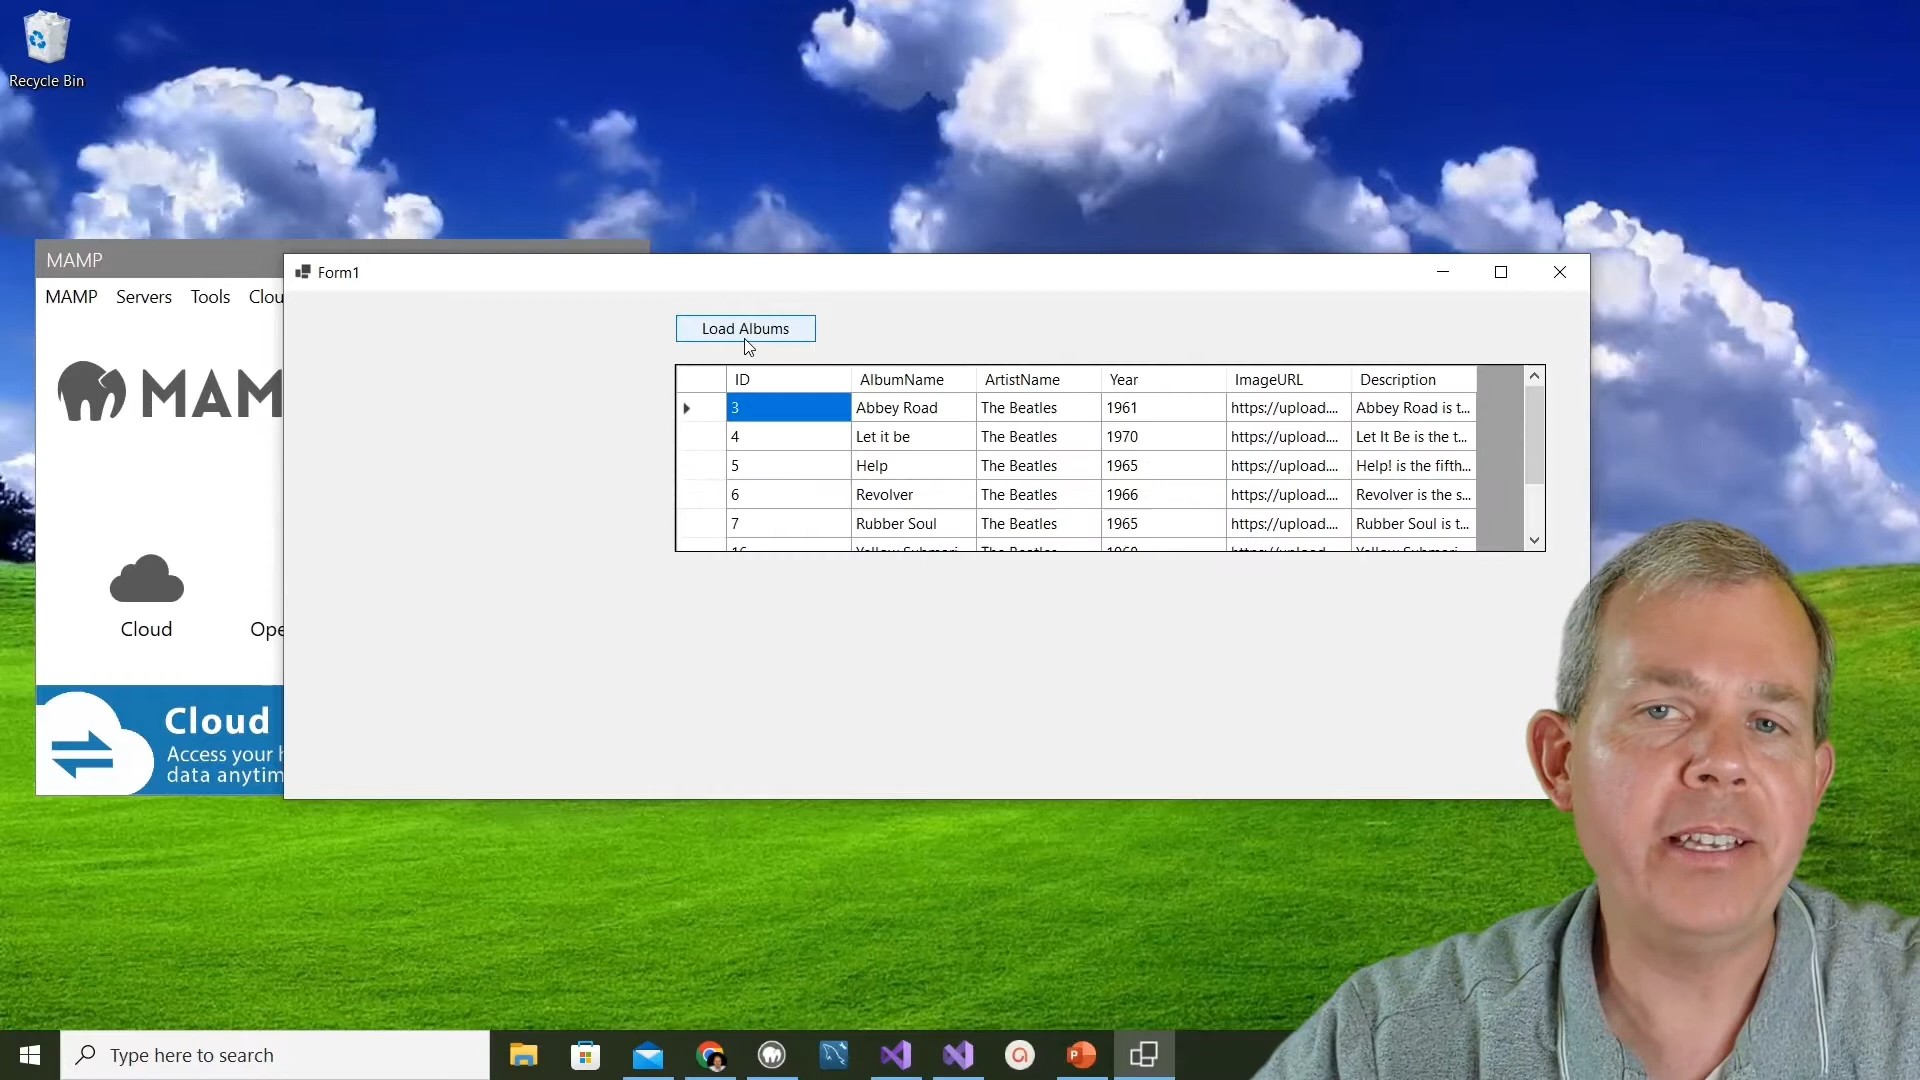 Recycle Bin
MAMP
MAMP Servers Tools Clou
MAM
Cloud
Ope
Cloud
Access your h
data anytim
Form1
Load Albums
ID AlbumName ArtistName Year ImageURL Description
3 Abbey Road The Beatles 1961 https://upload.... Abbey Road is t...
4 Let it be The Beatles 1970 https://upload.... Let It Be is the t...
5 Help The Beatles 1965 https://upload.... Help! is the fifth...
6 Revolver The Beatles 1966 https://upload.... Revolver is the s...
7 Rubber Soul The Beatles 1965 https://upload.... Rubber Soul is t...
Type here to search